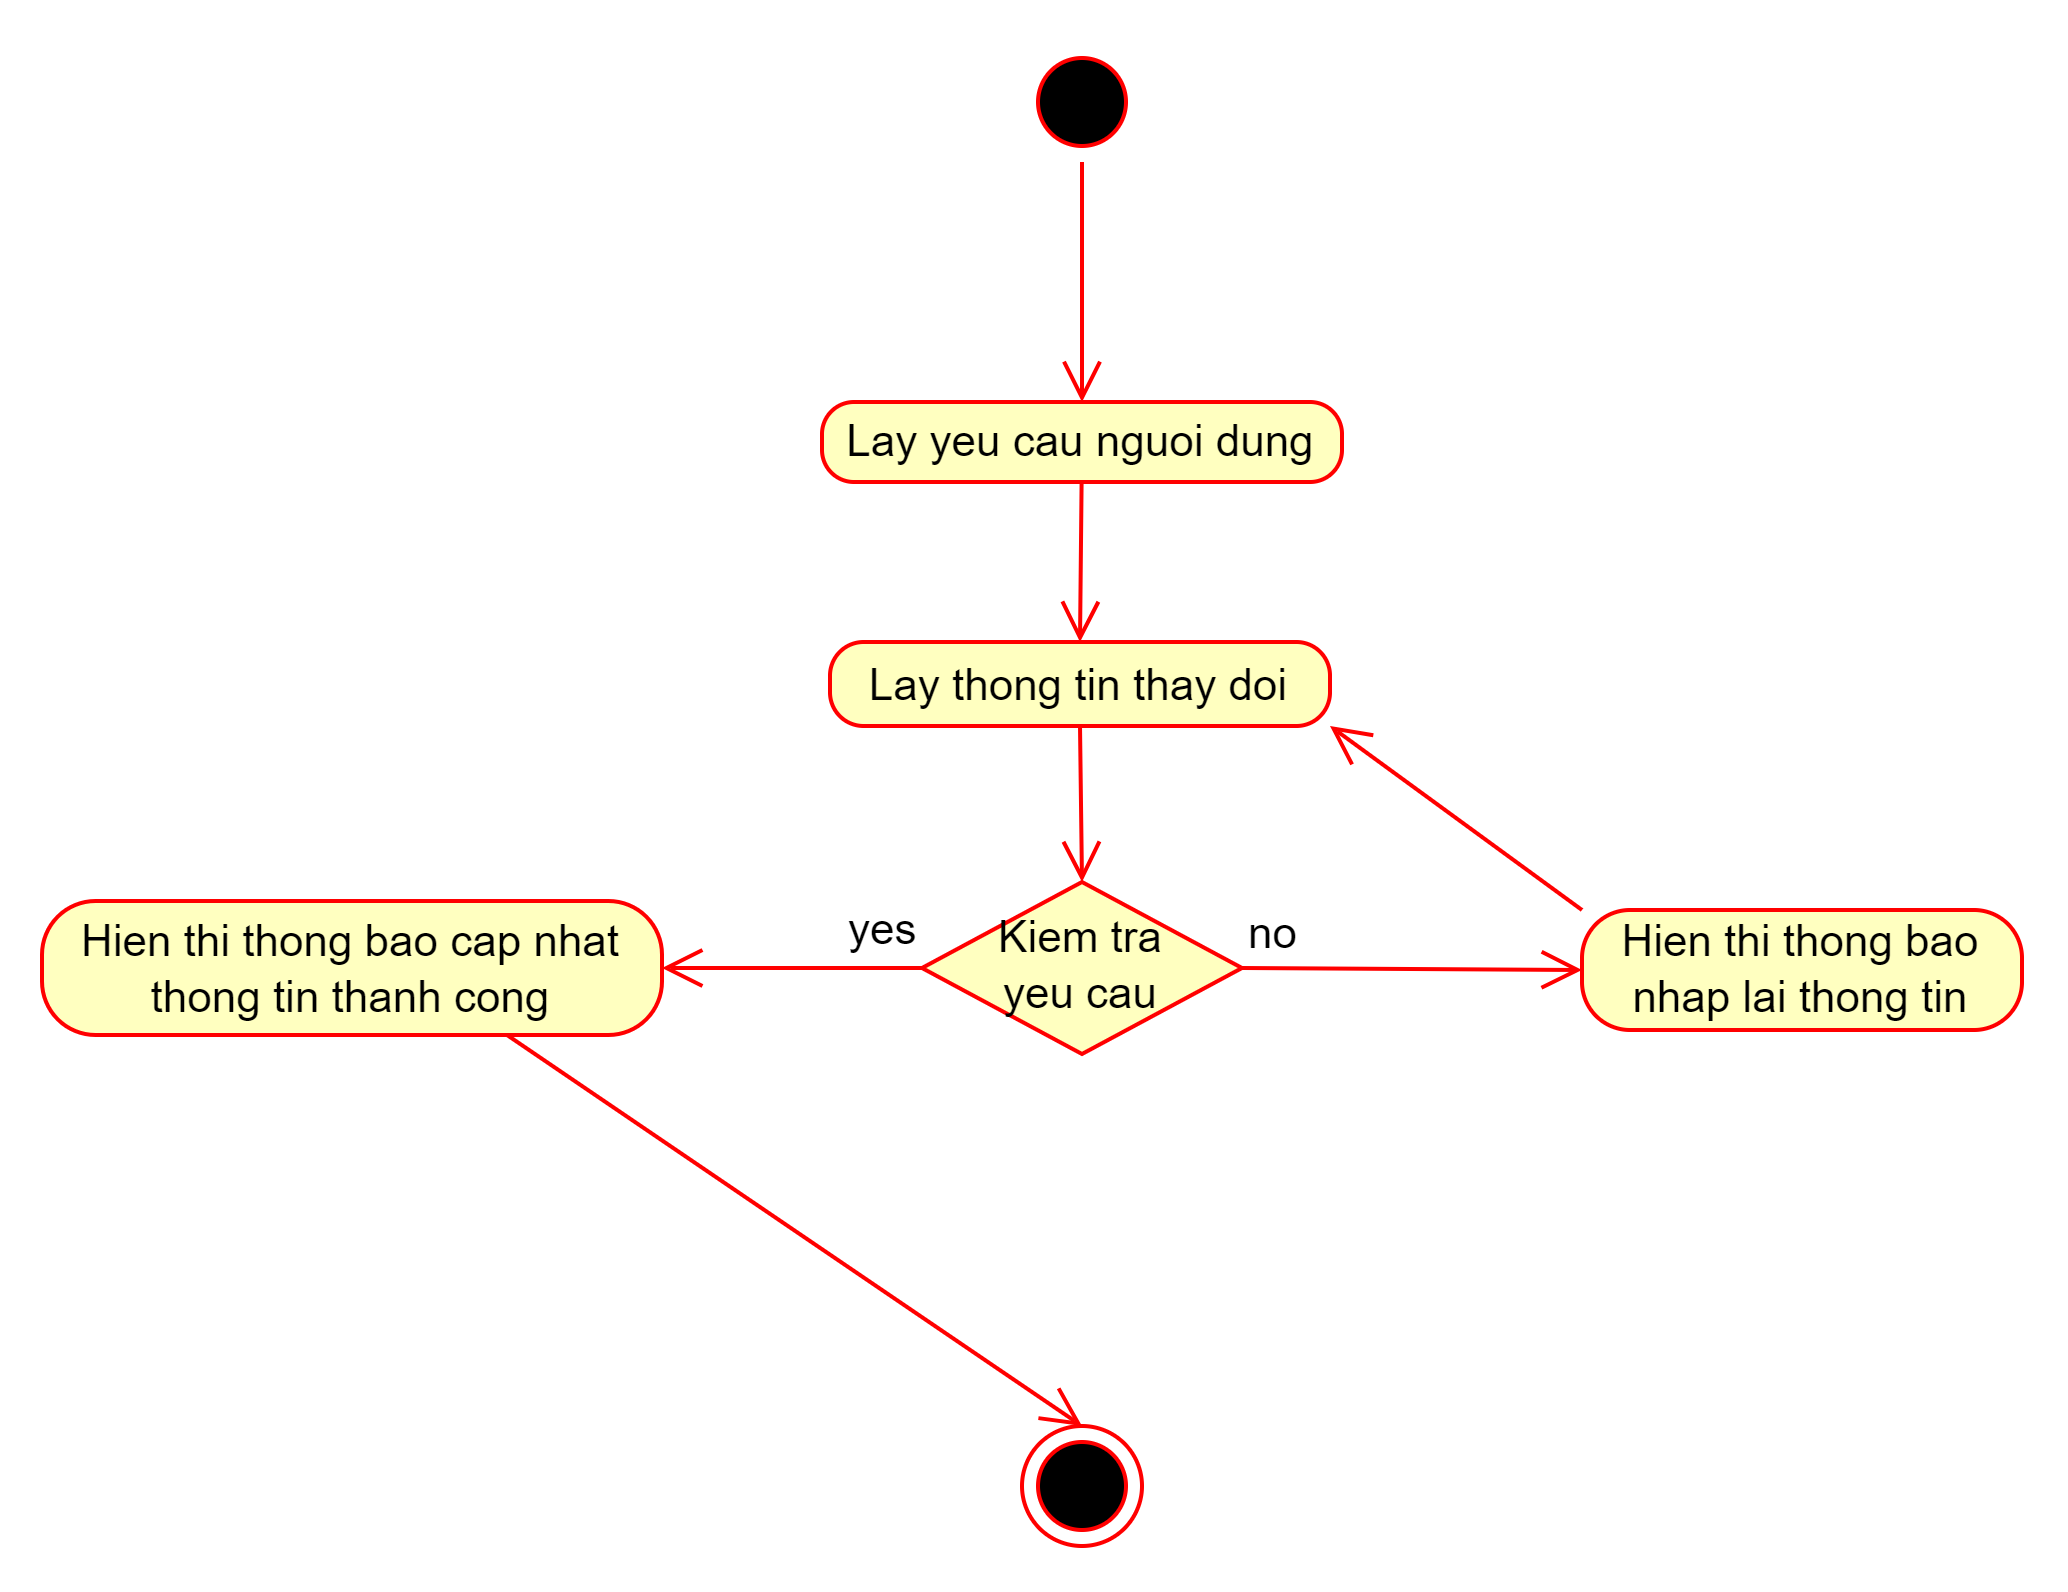 Lay yeu cau nguoi dung
Lay thong tin thay doi
Hien thi thong bao cap nhat
thong tin thanh cong
yes
Kiem tra
yeu cau
no
Hien thi thong bao
nhap lai thong tin